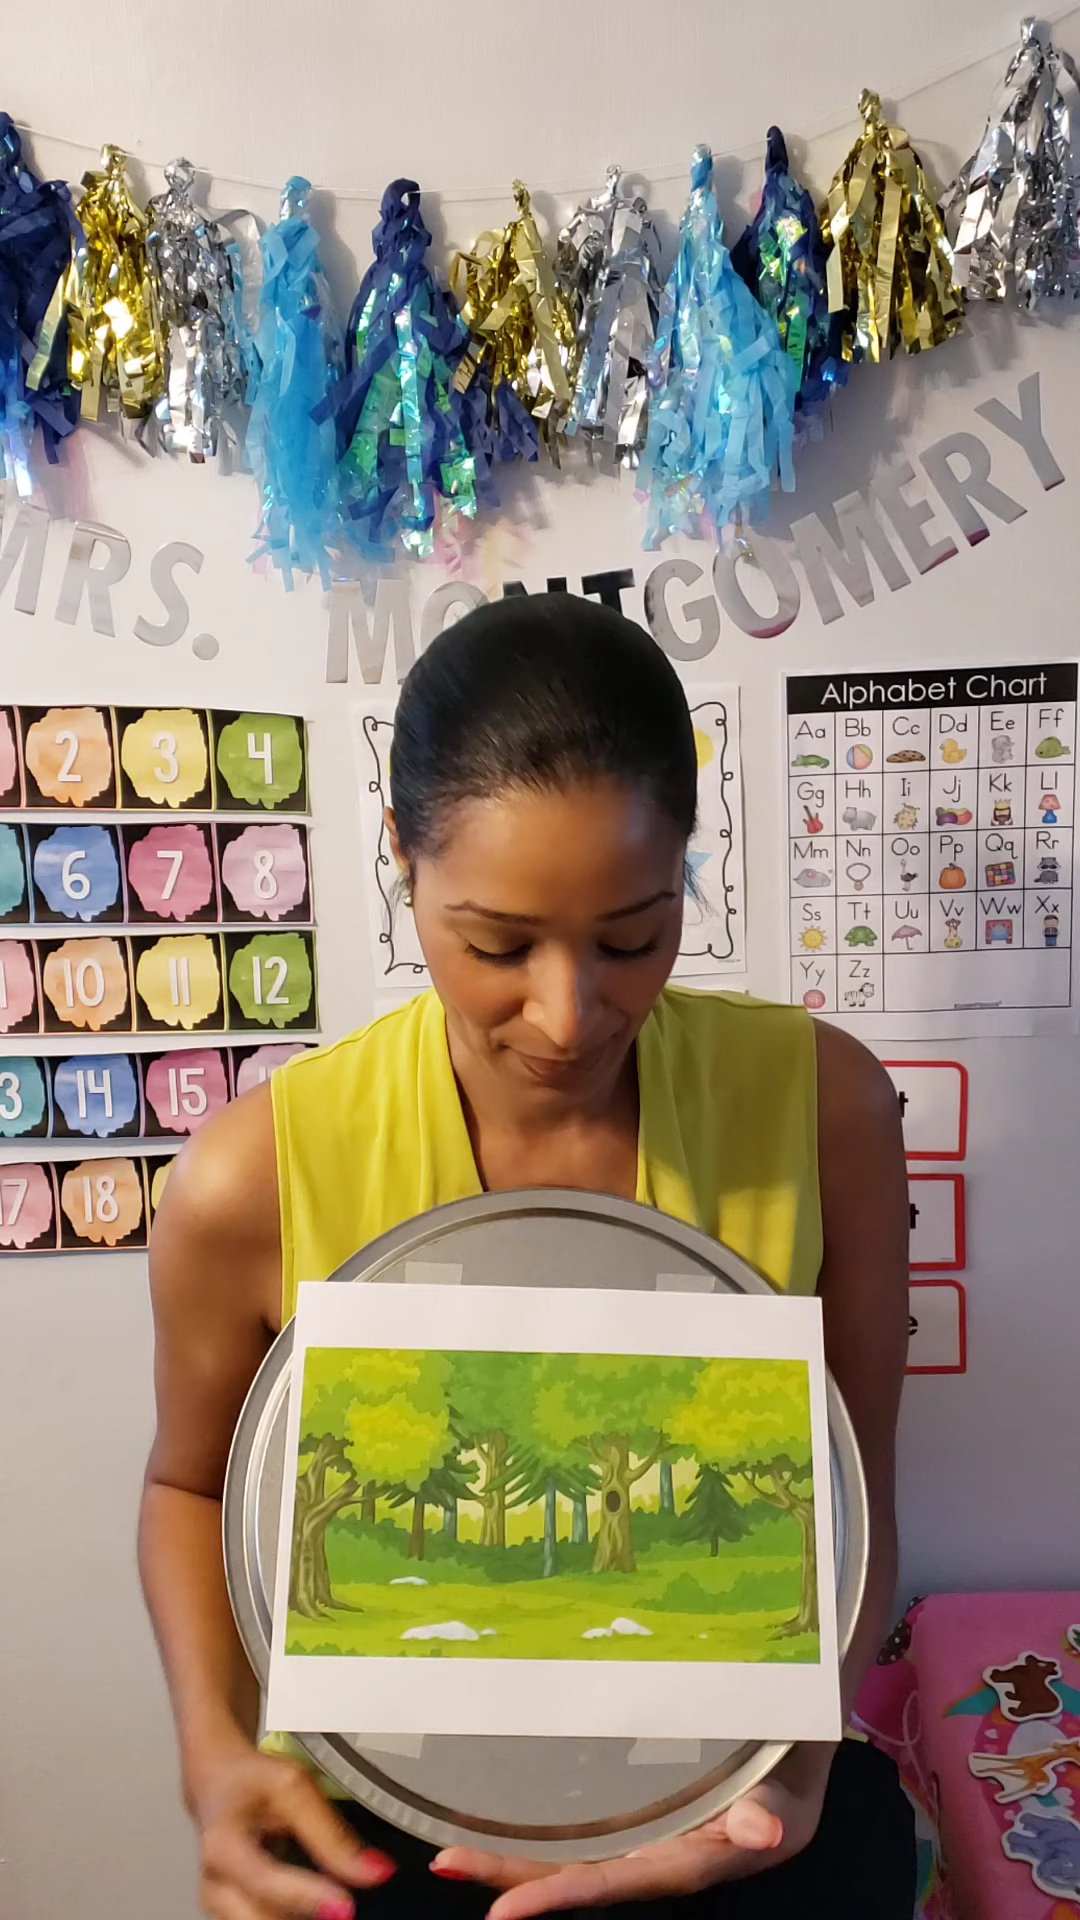 MRS. MONTGOMERY
Alphabet Chart
Aa Bb Cc Dd Ee Ff
Gg Hh Ii Jj Kk Ll
Mm Nn Oo Pp Qq Rr
Ss Tt Uu Vv Ww Xx
Yy Zz
2 3 4
6 7 8
10 11 12
14 15
17 18
t
t
e